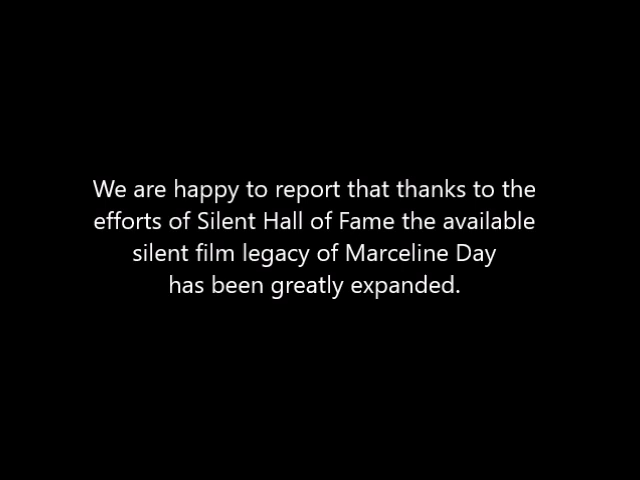 We are happy to report that thanks to the
efforts of Silent Hall of Fame the available
silent film legacy of Marceline Day
has been greatly expanded.